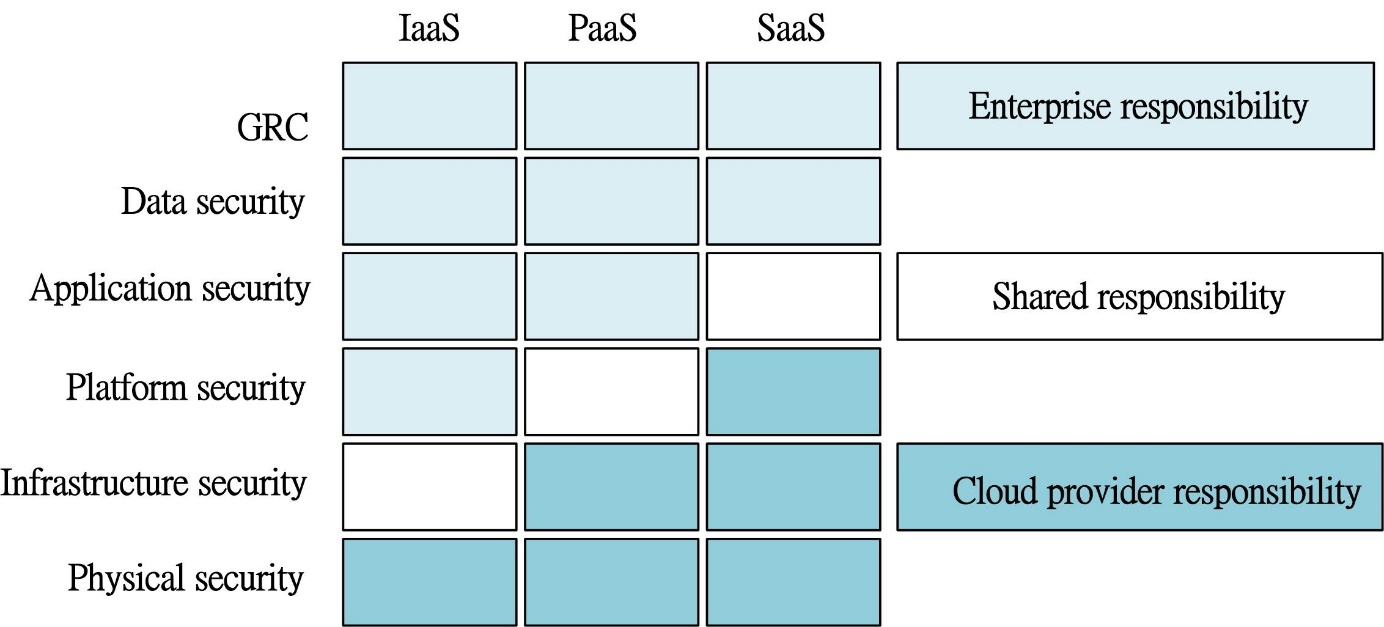 IaaS PaaS SaaS
GRC
Enterprise responsibility
Data security
Application security
Shared responsibility
Platform security
Infrastructure security
Cloud provider responsibility
Physical security